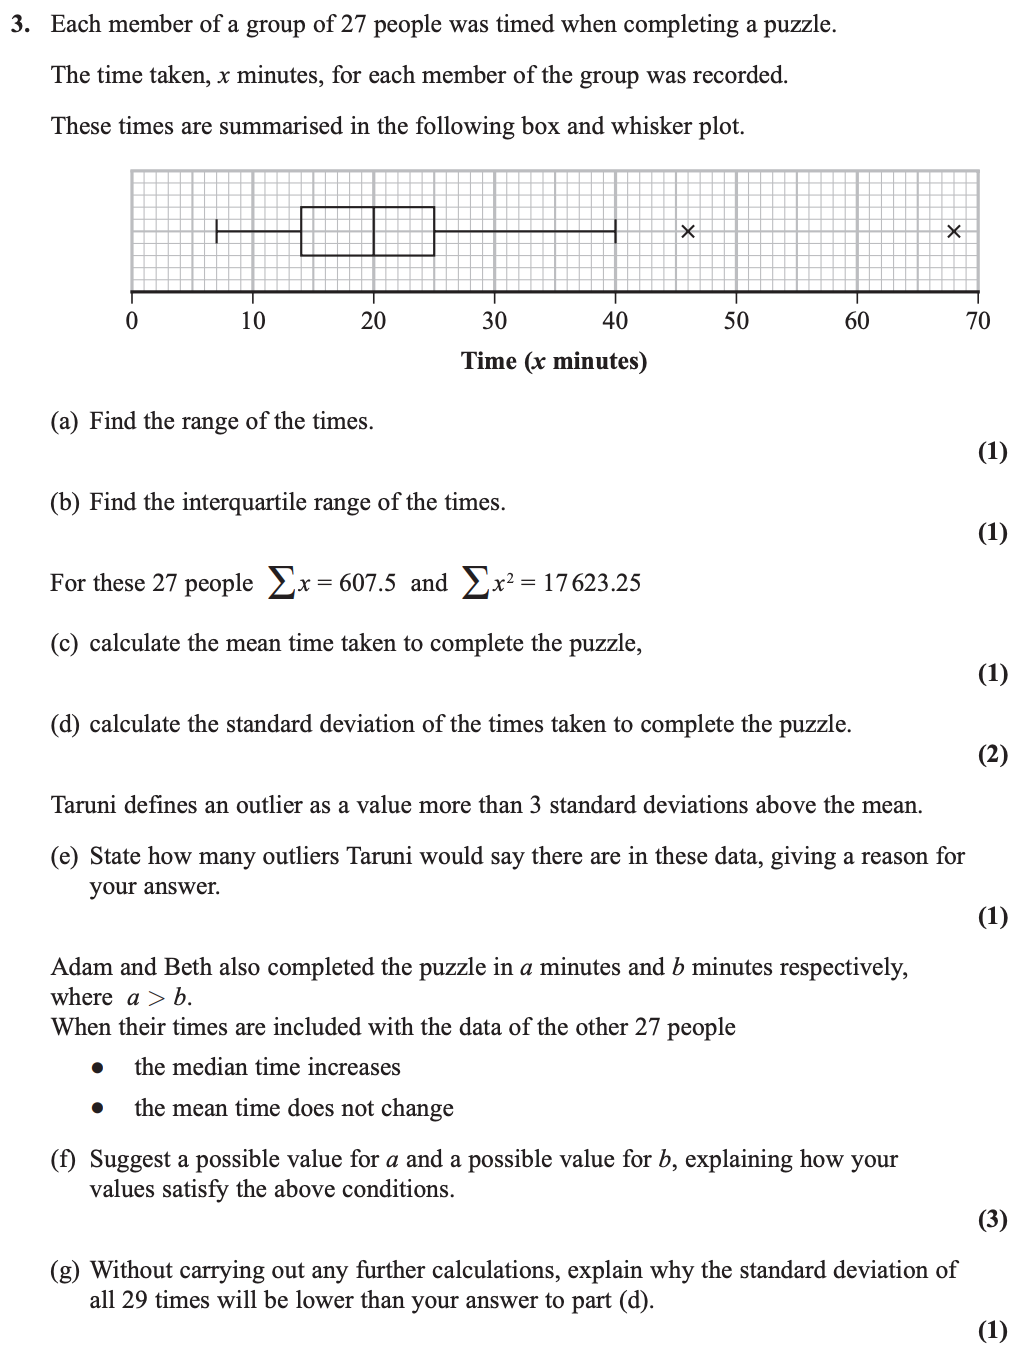 3. Each member of a group of 27 people was timed when completing a puzzle.
The time taken, x minutes, for each member of the group was recorded.
These times are summarised in the following box and whisker plot.
0 10 20 30 40 50 60 70
Time (x minutes)
(a) Find the range of the times.
(1)
(b) Find the interquartile range of the times.
(1)
For these 27 people ∑x = 607.5 and ∑x² = 17 623.25
(c) calculate the mean time taken to complete the puzzle,
(1)
(d) calculate the standard deviation of the times taken to complete the puzzle.
(2)
Taruni defines an outlier as a value more than 3 standard deviations above the mean.
(e) State how many outliers Taruni would say there are in these data, giving a reason for
your answer.
(1)
Adam and Beth also completed the puzzle in a minutes and b minutes respectively,
where a > b.
When their times are included with the data of the other 27 people
● the median time increases
● the mean time does not change
(f) Suggest a possible value for a and a possible value for b, explaining how your
values satisfy the above conditions.
(3)
(g) Without carrying out any further calculations, explain why the standard deviation of
all 29 times will be lower than your answer to part (d).
(1)